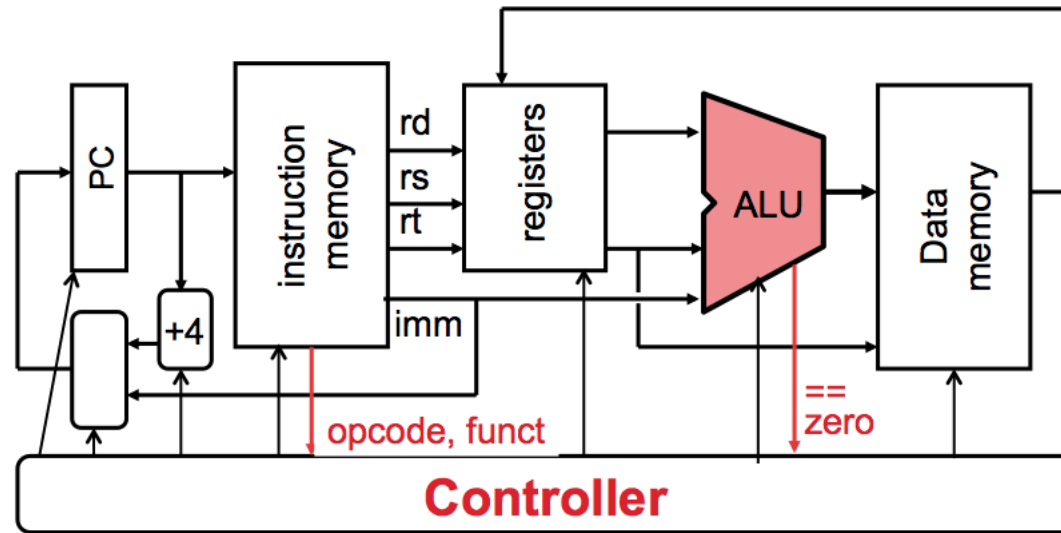 PC
+4
instruction
memory
rd
rs
rt
imm
registers
ALU
Data
memory
opcode, funct
==
zero
Controller